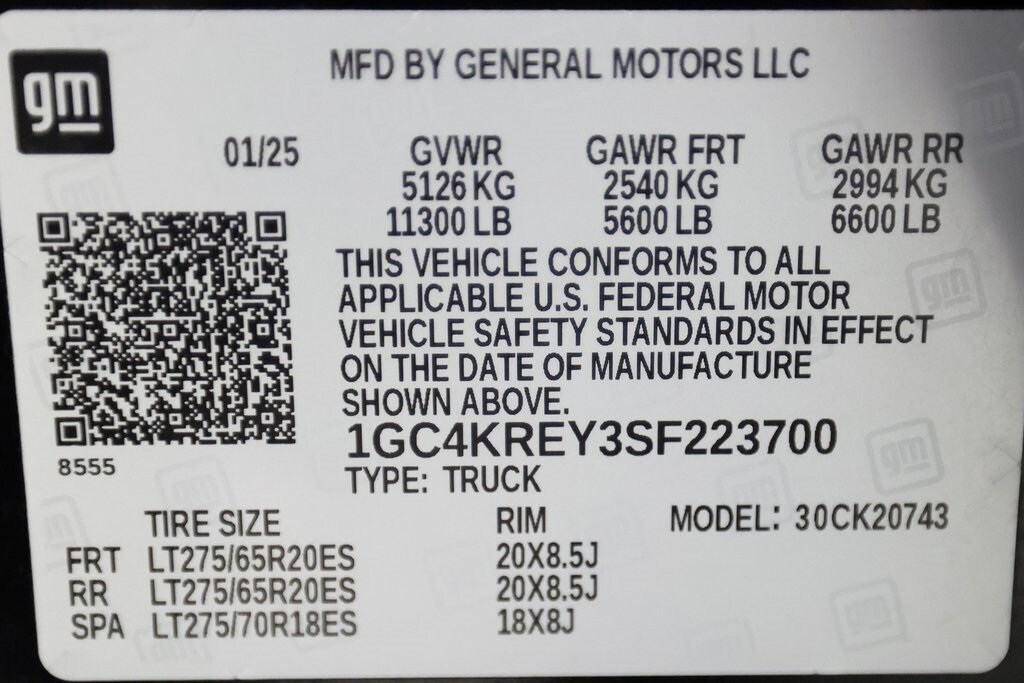 gm
MFD BY GENERAL MOTORS LLC
01/25 GVWR GAWR FRT GAWR RR
5126 KG 2540 KG 2994 KG
11300 LB 5600 LB 6600 LB
THIS VEHICLE CONFORMS TO ALL
APPLICABLE U.S. FEDERAL MOTOR
VEHICLE SAFETY STANDARDS IN EFFECT
ON THE DATE OF MANUFACTURE
SHOWN ABOVE.
1GC4KREY3SF223700
8555
TYPE: TRUCK
TIRE SIZE RIM MODEL: 30CK20743
FRT LT275/65R20ES 20X8.5J
RR LT275/65R20ES 20X8.5J
SPA LT275/70R18ES 18X8J